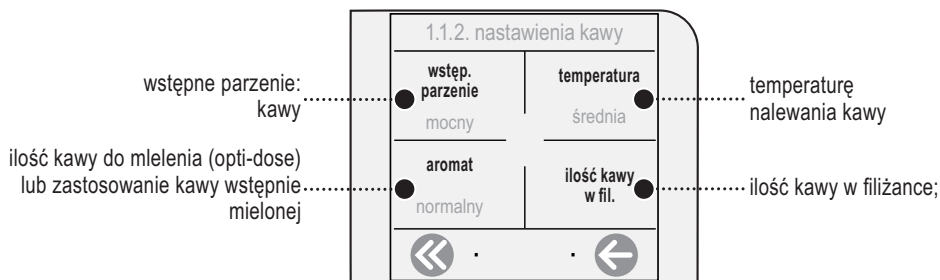 1.1.2. nastawienia kawy
wstępne parzenie:
kawy
wstęp.
parzenie
mocny
temperatura
średnia
temperaturę
nalewania kawy
ilość kawy do mlelenia (opti-dose)
lub zastosowanie kawy wstępnie
mielonej
aromat
normalny
ilość kawy
w fil.
ilość kawy w filiżance;